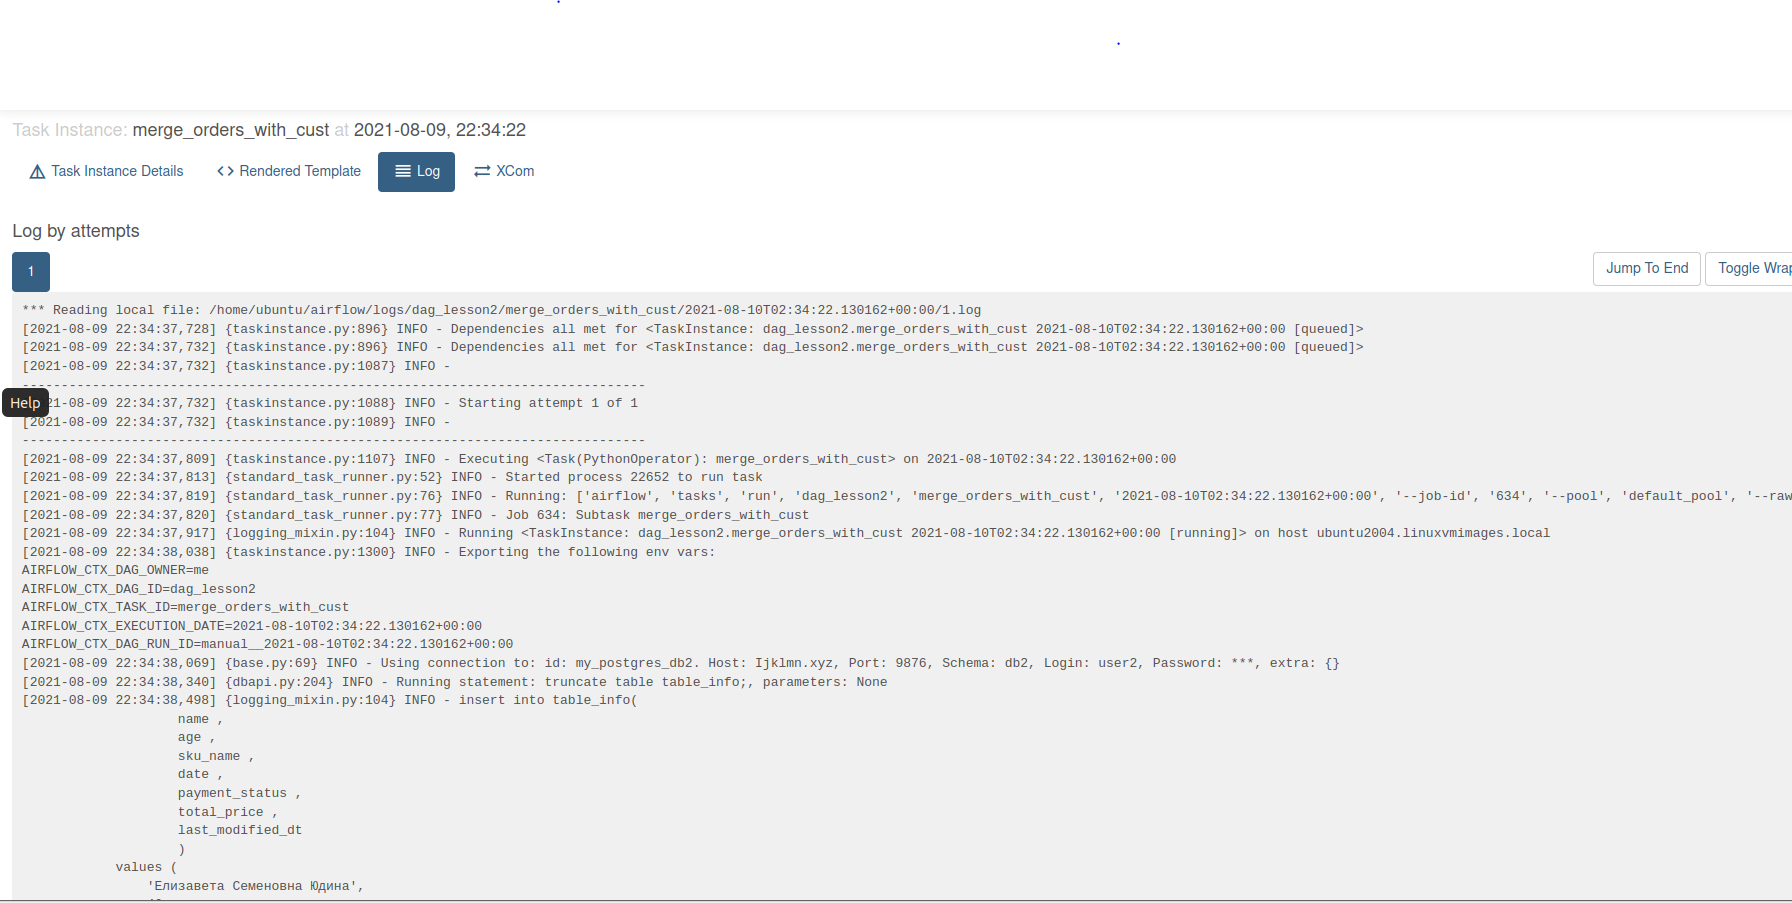 Task Instance: merge_orders_with_cust at 2021-08-09, 22:34:22
Task Instance Details Rendered Template Log XCom
Log by attempts
1
Jump To End Toggle Wrap
*** Reading local file: /home/ubuntu/airflow/logs/dag_lesson2/merge_orders_with_cust/2021-08-10T02:34:22.130162+00:00/1.log
[2021-08-09 22:34:37,728] {taskinstance.py:896} INFO - Dependencies all met for <TaskInstance: dag_lesson2.merge_orders_with_cust 2021-08-10T02:34:22.130162+00:00 [queued]>
[2021-08-09 22:34:37,732] {taskinstance.py:896} INFO - Dependencies all met for <TaskInstance: dag_lesson2.merge_orders_with_cust 2021-08-10T02:34:22.130162+00:00 [queued]>
[2021-08-09 22:34:37,732] {taskinstance.py:1087} INFO -
--------------------------------------------------------------------------------
Help
21-08-09 22:34:37,732] {taskinstance.py:1088} INFO - Starting attempt 1 of 1
[2021-08-09 22:34:37,732] {taskinstance.py:1089} INFO -
--------------------------------------------------------------------------------
[2021-08-09 22:34:37,809] {taskinstance.py:1107} INFO - Executing <Task(PythonOperator): merge_orders_with_cust> on 2021-08-10T02:34:22.130162+00:00
[2021-08-09 22:34:37,813] {standard_task_runner.py:52} INFO - Started process 22652 to run task
[2021-08-09 22:34:37,819] {standard_task_runner.py:76} INFO - Running: ['airflow', 'tasks', 'run', 'dag_lesson2', 'merge_orders_with_cust', '2021-08-10T02:34:22.130162+00:00', '--job-id', '634', '--pool', 'default_pool', '--raw
[2021-08-09 22:34:37,820] {standard_task_runner.py:77} INFO - Job 634: Subtask merge_orders_with_cust
[2021-08-09 22:34:37,917] {logging_mixin.py:104} INFO - Running <TaskInstance: dag_lesson2.merge_orders_with_cust 2021-08-10T02:34:22.130162+00:00 [running]> on host ubuntu2004.linuxvmimages.local
[2021-08-09 22:34:38,038] {taskinstance.py:1300} INFO - Exporting the following env vars:
AIRFLOW_CTX_DAG_OWNER=me
AIRFLOW_CTX_DAG_ID=dag_lesson2
AIRFLOW_CTX_TASK_ID=merge_orders_with_cust
AIRFLOW_CTX_EXECUTION_DATE=2021-08-10T02:34:22.130162+00:00
AIRFLOW_CTX_DAG_RUN_ID=manual__2021-08-10T02:34:22.130162+00:00
[2021-08-09 22:34:38,069] {base.py:69} INFO - Using connection to: id: my_postgres_db2. Host: Ijklmn.xyz, Port: 9876, Schema: db2, Login: user2, Password: ***, extra: {}
[2021-08-09 22:34:38,340] {dbapi.py:204} INFO - Running statement: truncate table table_info;, parameters: None
[2021-08-09 22:34:38,498] {logging_mixin.py:104} INFO - insert into table_info(
name ,
age ,
sku_name ,
date ,
payment_status ,
total_price ,
last_modified_dt
)
values (
'Елизавета Семеновна Юдина',